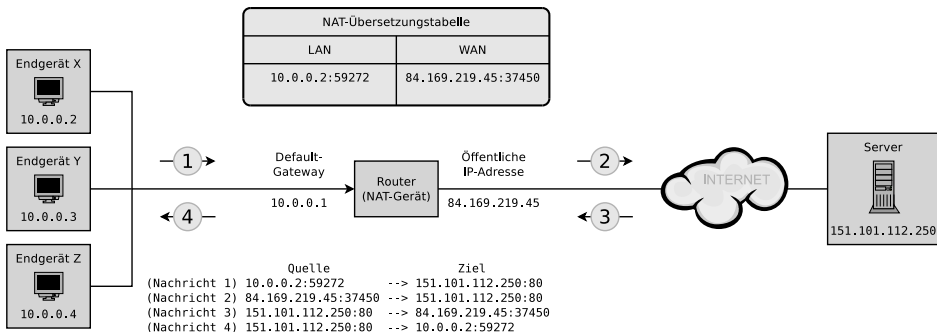 NAT-Übersetzungstabelle
LAN WAN
10.0.0.2:59272 84.169.219.45:37450
Endgerät X
10.0.0.2
Endgerät Y
10.0.0.3
Endgerät Z
10.0.0.4
1
4
Default-
Gateway
10.0.0.1
Router
(NAT-Gerät)
Öffentliche
IP-Adresse
84.169.219.45
2
3
INTERNET
Server
151.101.112.250
Quelle Ziel
(Nachricht 1) 10.0.0.2:59272 --> 151.101.112.250:80
(Nachricht 2) 84.169.219.45:37450 --> 151.101.112.250:80
(Nachricht 3) 151.101.112.250:80 --> 84.169.219.45:37450
(Nachricht 4) 151.101.112.250:80 --> 10.0.0.2:59272